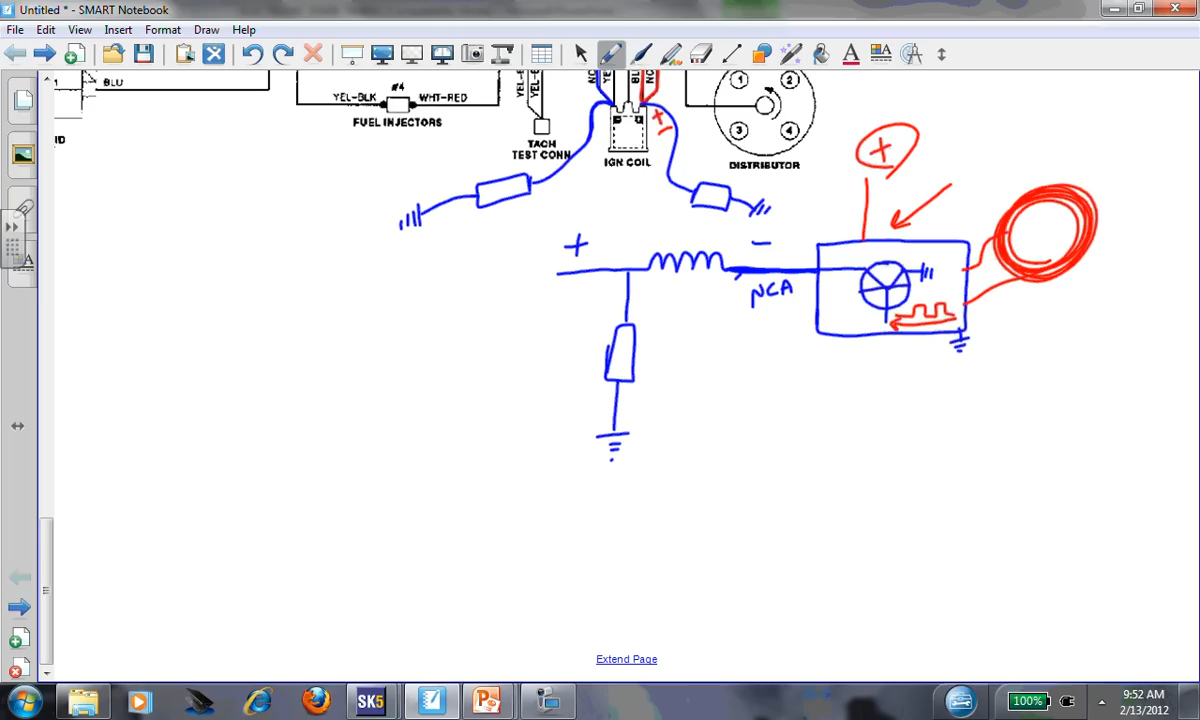 Untitled * - SMART Notebook
File Edit View Insert Format Table Draw Help
1
BLU
#4
YEL-BLK
WHT-RED
FUEL INJECTORS
TACH
TEST CONN
IGN COIL
1
2
3
4
DISTRIBUTOR
+
+
+
-
NCA
Extend Page
SK5
100%
9:52 AM
2/13/2012